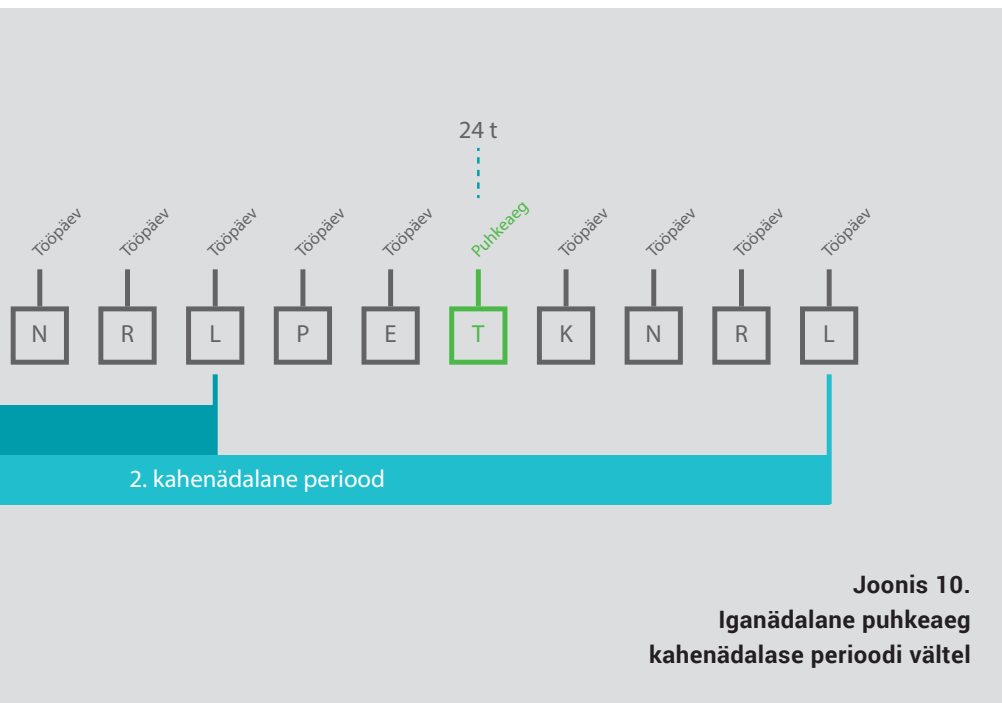 24 t
Tööpäev Tööpäev Tööpäev Tööpäev Tööpäev Puhkeaeg Tööpäev Tööpäev Tööpäev Tööpäev
N R L P E T K N R L
2. kahenädalane periood
Joonis 10.
Iganädalane puhkeaeg
kahenädalase perioodi vältel